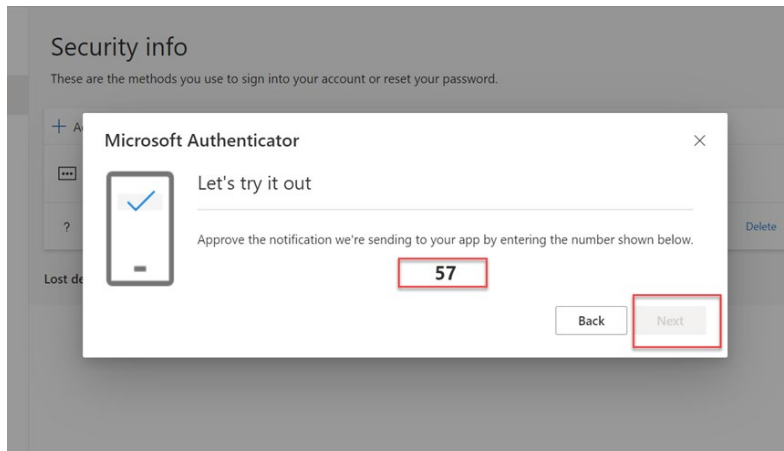 Security info
These are the methods you use to sign into your account or reset your password.
+ A
Microsoft Authenticator
Let's try it out
?
Approve the notification we're sending to your app by entering the number shown below.
Delete
57
Lost de
Back Next